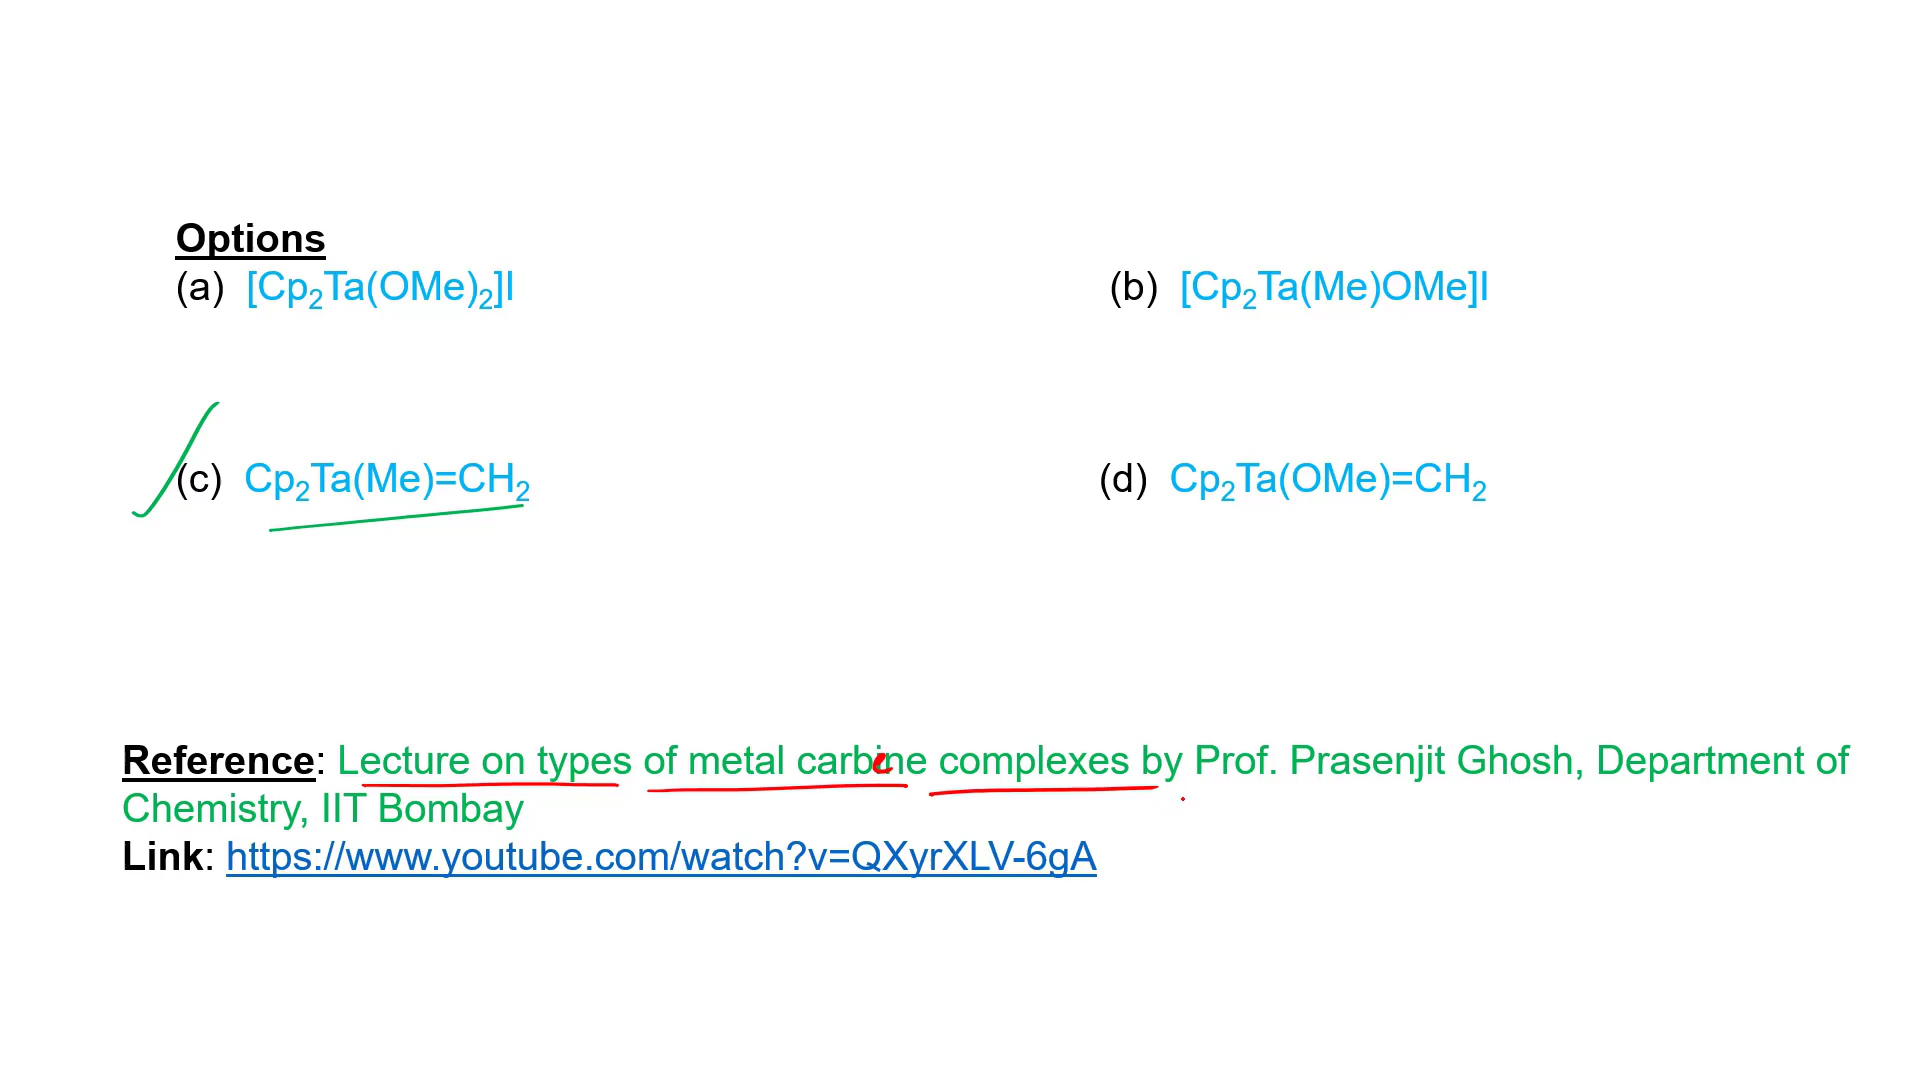 Options
(a) [Cp₂Ta(OMe)₂]I
(b) [Cp₂Ta(Me)OMe]I
(c) Cp₂Ta(Me)=CH₂
(d) Cp₂Ta(OMe)=CH₂
Reference: Lecture on types of metal carbine complexes by Prof. Prasenjit Ghosh, Department of
Chemistry, IIT Bombay
Link: https://www.youtube.com/watch?v=QXyrXLV-6gA